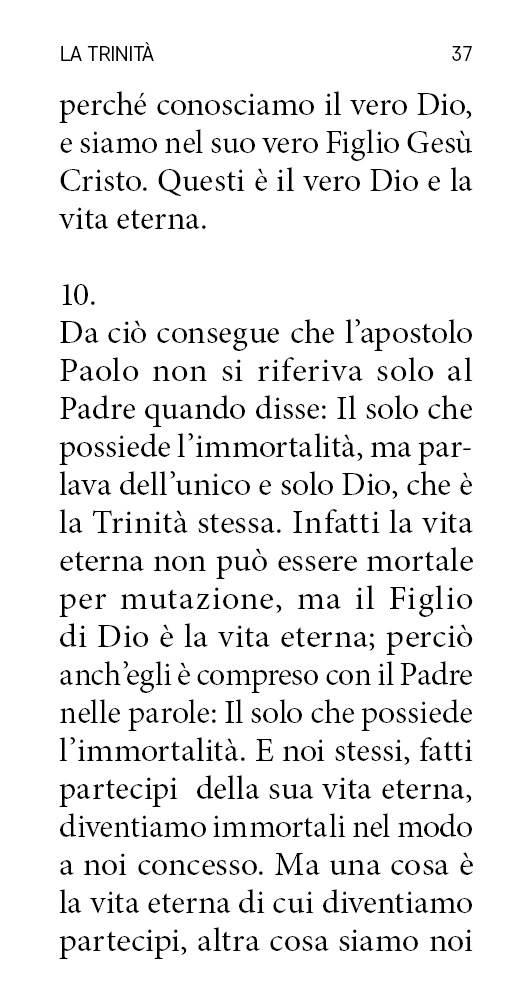 LA TRINITÀ 37
perché conosciamo il vero Dio,
e siamo nel suo vero Figlio Gesù
Cristo. Questi è il vero Dio e la
vita eterna.
10.
Da ciò consegue che l’apostolo
Paolo non si riferiva solo al
Padre quando disse: Il solo che
possiede l’immortalità, ma par-
lava dell’unico e solo Dio, che è
la Trinità stessa. Infatti la vita
eterna non può essere mortale
per mutazione, ma il Figlio
di Dio è la vita eterna; perciò
anch’egli è compreso con il Padre
nelle parole: Il solo che possiede
l’immortalità. E noi stessi, fatti
partecipi della sua vita eterna,
diventiamo immortali nel modo
a noi concesso. Ma una cosa è
la vita eterna di cui diventiamo
partecipi, altra cosa siamo noi